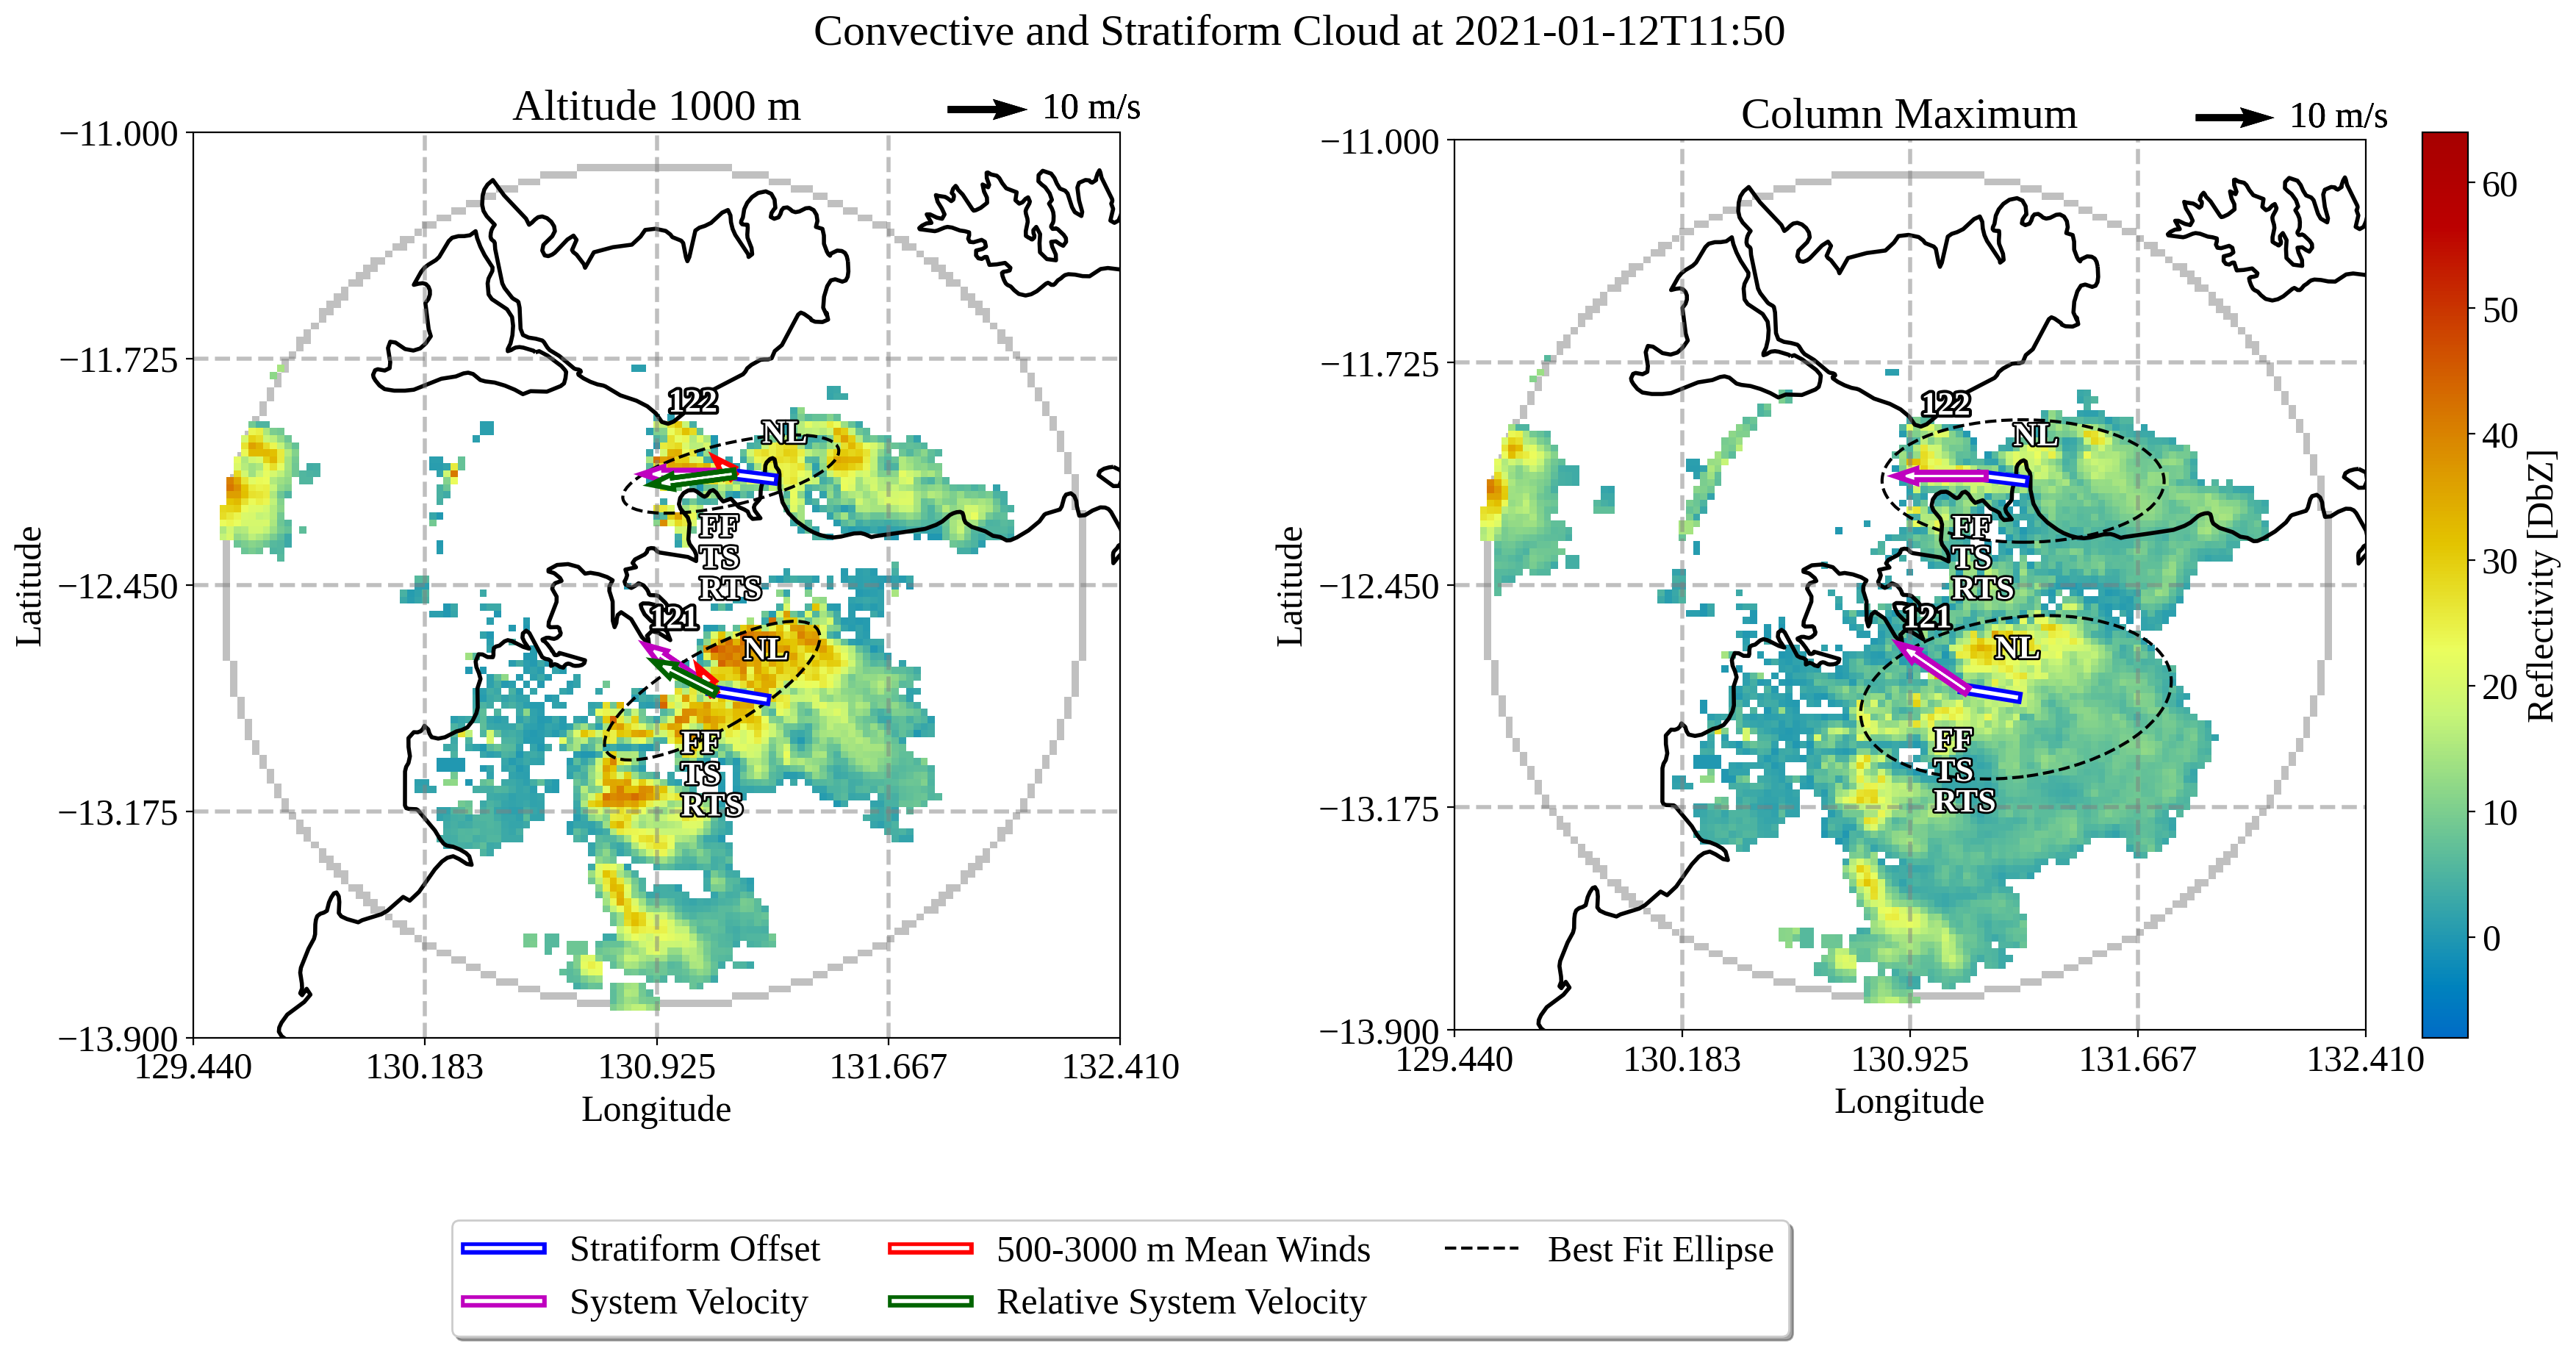 Convective and Stratiform Cloud at 2021-01-12T11:50
Altitude 1000 m
10 m/s
−11.000
−11.725
−12.450
−13.175
−13.900
Latitude
129.440
130.183
130.925
131.667
132.410
Longitude
122
NL
FF
TS
RTS
121
NL
FF
TS
RTS
Column Maximum
10 m/s
−11.000
−11.725
−12.450
−13.175
−13.900
Latitude
129.440
130.183
130.925
131.667
132.410
Longitude
122
NL
FF
TS
RTS
121
NL
FF
TS
RTS
60
50
40
30
20
10
0
Reflectivity [DbZ]
Stratiform Offset
System Velocity
500-3000 m Mean Winds
Relative System Velocity
Best Fit Ellipse